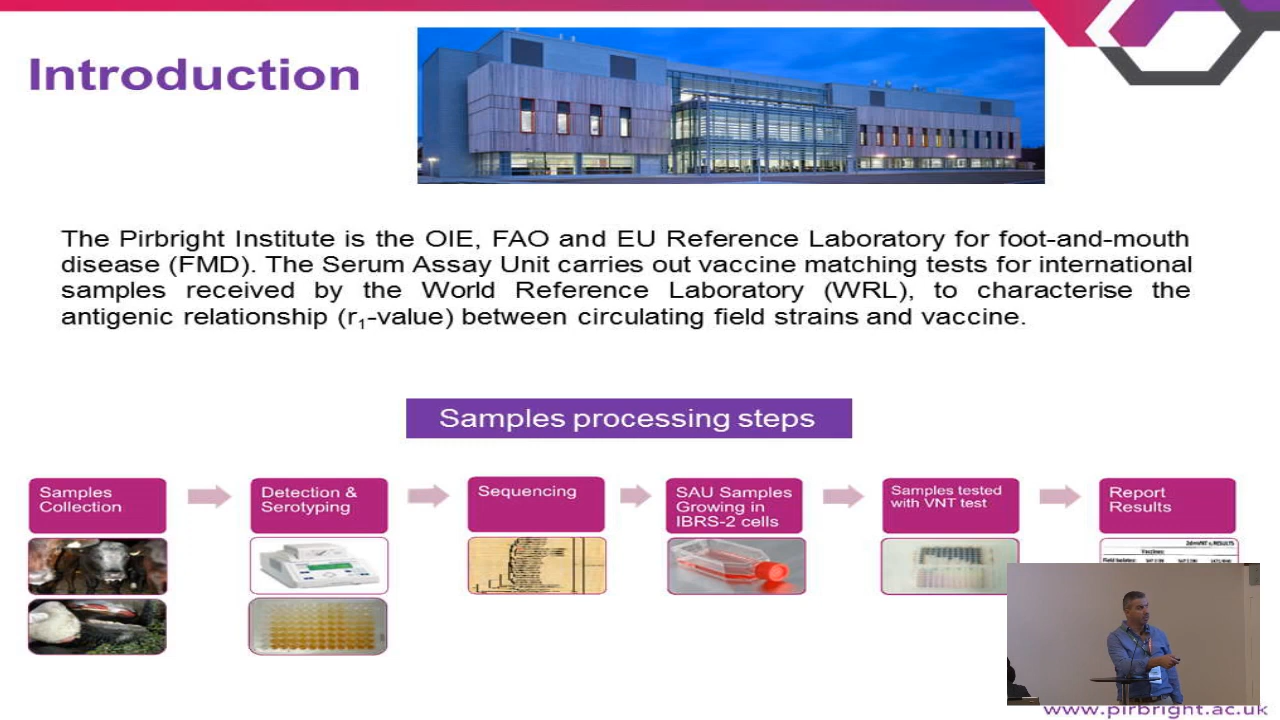 Introduction
The Pirbright Institute is the OIE, FAO and EU Reference Laboratory for foot-and-mouth
disease (FMD). The Serum Assay Unit carries out vaccine matching tests for international
samples received by the World Reference Laboratory (WRL), to characterise the
antigenic relationship (r₁-value) between circulating field strains and vaccine.
Samples processing steps
Samples
Collection
Detection &
Serotyping
Sequencing
SAU Samples
Growing in
IBRS-2 cells
Samples tested
with VNT test
Report
Results
Vaccines:
Field Isolates:
www.pirbright.ac.uk